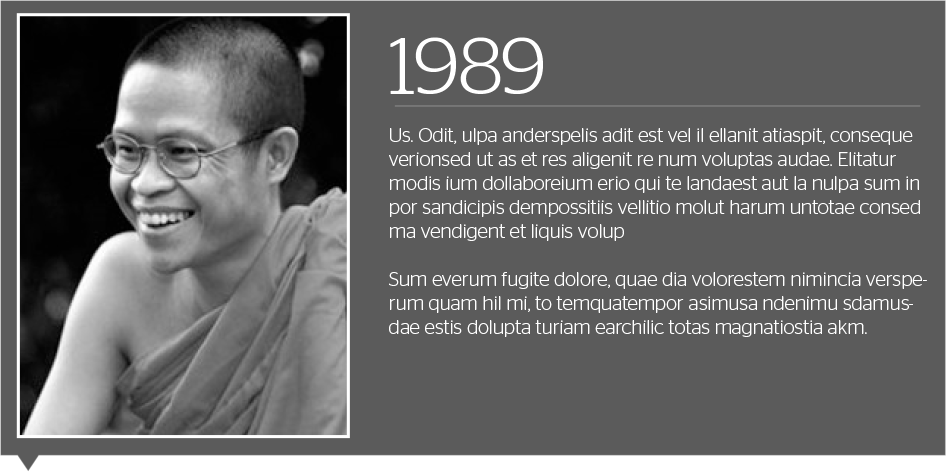 1989
Us. Odit, ulpa anderspelis adit est vel il ellanit atiaspit, conseque
verionsed ut as et res aligenit re num voluptas audae. Elitatur
modis ium dollaboreium erio qui te landaest aut la nulpa sum in
por sandicipis dempossitiis vellitio molut harum untotae consed
ma vendigent et liquis volup
Sum everum fugite dolore, quae dia volorestem nimincia verspe-
rum quam hil mi, to temquatempor asimusa ndenimu sdamus-
dae estis dolupta turiam earchilic totas magnatiostia akm.